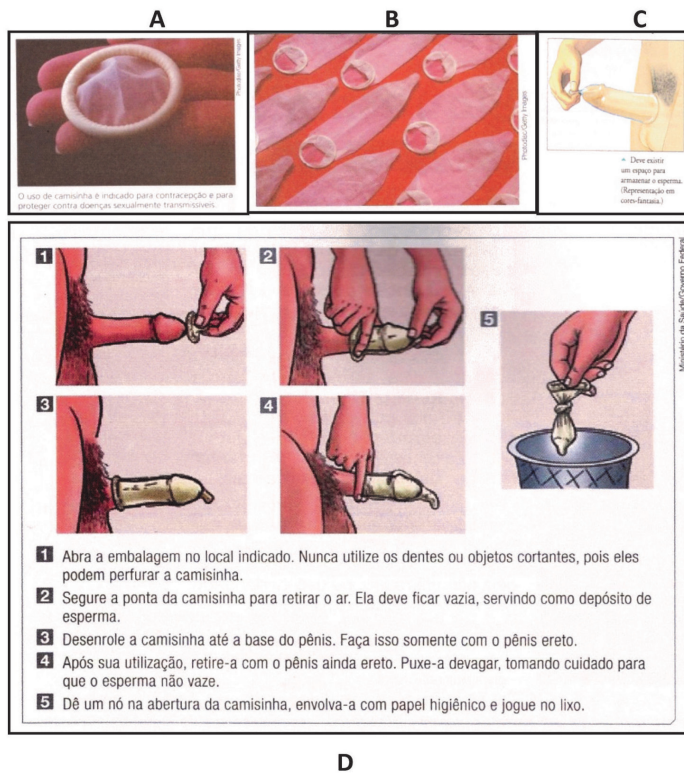 A
B
C
Photodisc/Getty Images
O uso de camisinha é indicado para contracepção e para
proteger contra doenças sexualmente transmissíveis.
Photodisc/Getty Images
Deve existir
um espaço para
armazenar o esperma.
(Representação em
cores-fantasia.)
1
2
3
4
5
Ministério da Saúde/Governo Federal
1 Abra a embalagem no local indicado. Nunca utilize os dentes ou objetos cortantes, pois eles
podem perfurar a camisinha.
2 Segure a ponta da camisinha para retirar o ar. Ela deve ficar vazia, servindo como depósito de
esperma.
3 Desenrole a camisinha até a base do pênis. Faça isso somente com o pênis ereto.
4 Após sua utilização, retire-a com o pênis ainda ereto. Puxe-a devagar, tomando cuidado para
que o esperma não vaze.
5 Dê um nó na abertura da camisinha, envolva-a com papel higiênico e jogue no lixo.
D